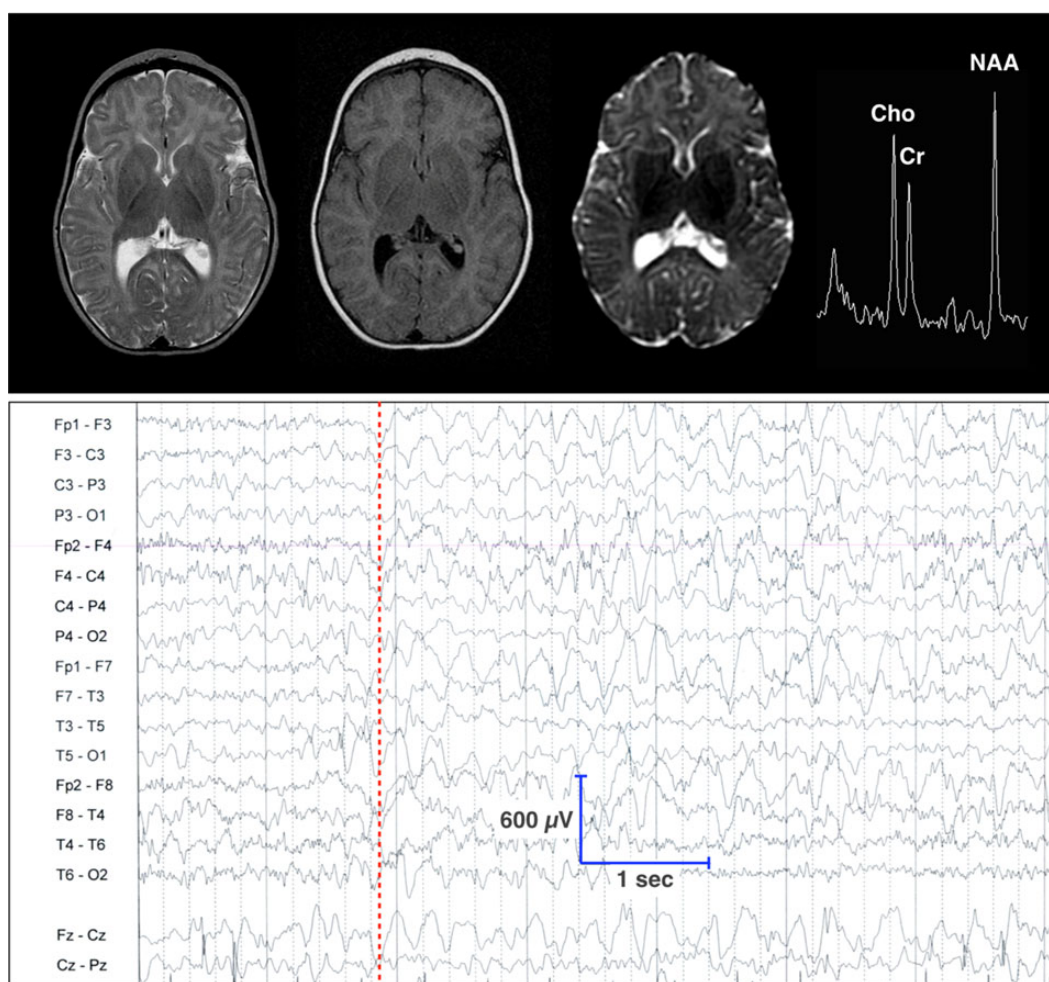 NAA
Cho
Cr
Fp1 - F3
F3 - C3
C3 - P3
P3 - O1
Fp2 - F4
F4 - C4
C4 - P4
P4 - O2
Fp1 - F7
F7 - T3
T3 - T5
T5 - O1
Fp2 - F8
F8 - T4
T4 - T6
T6 - O2
Fz - Cz
Cz - Pz
600 µV
1 sec